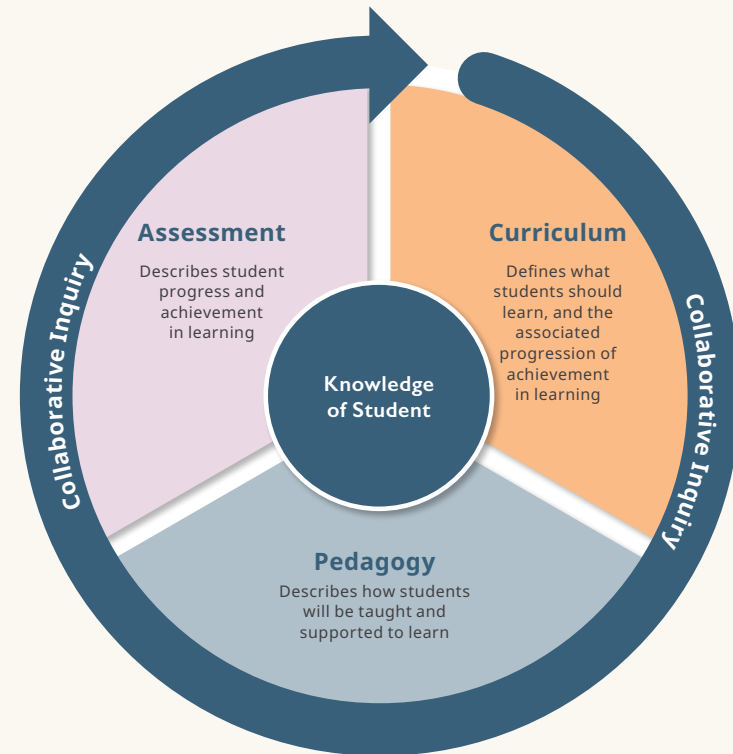 Assessment
Describes student
progress and
achievement
in learning
Curriculum
Defines what
students should
learn, and the
associated
progression of
achievement
in learning
Knowledge
of Student
Pedagogy
Describes how students
will be taught and
supported to learn
Collaborative Inquiry
Collaborative Inquiry